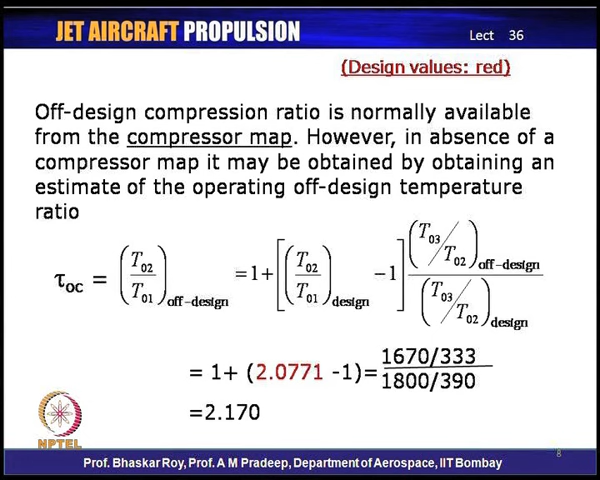 JET AIRCRAFT PROPULSION Lect 36
(Design values: red)
Off-design compression ratio is normally available
from the compressor map. However, in absence of a
compressor map it may be obtained by obtaining an
estimate of the operating off-design temperature
ratio
τoc = (T02/T01)off−design = 1 + [(T02/T01)design − 1] (T03/T02)off−design / (T03/T02)design
= 1+ (2.0771 -1)= 1670/333 / 1800/390
=2.170
NPTEL
8
Prof. Bhaskar Roy, Prof. A M Pradeep, Department of Aerospace, IIT Bombay